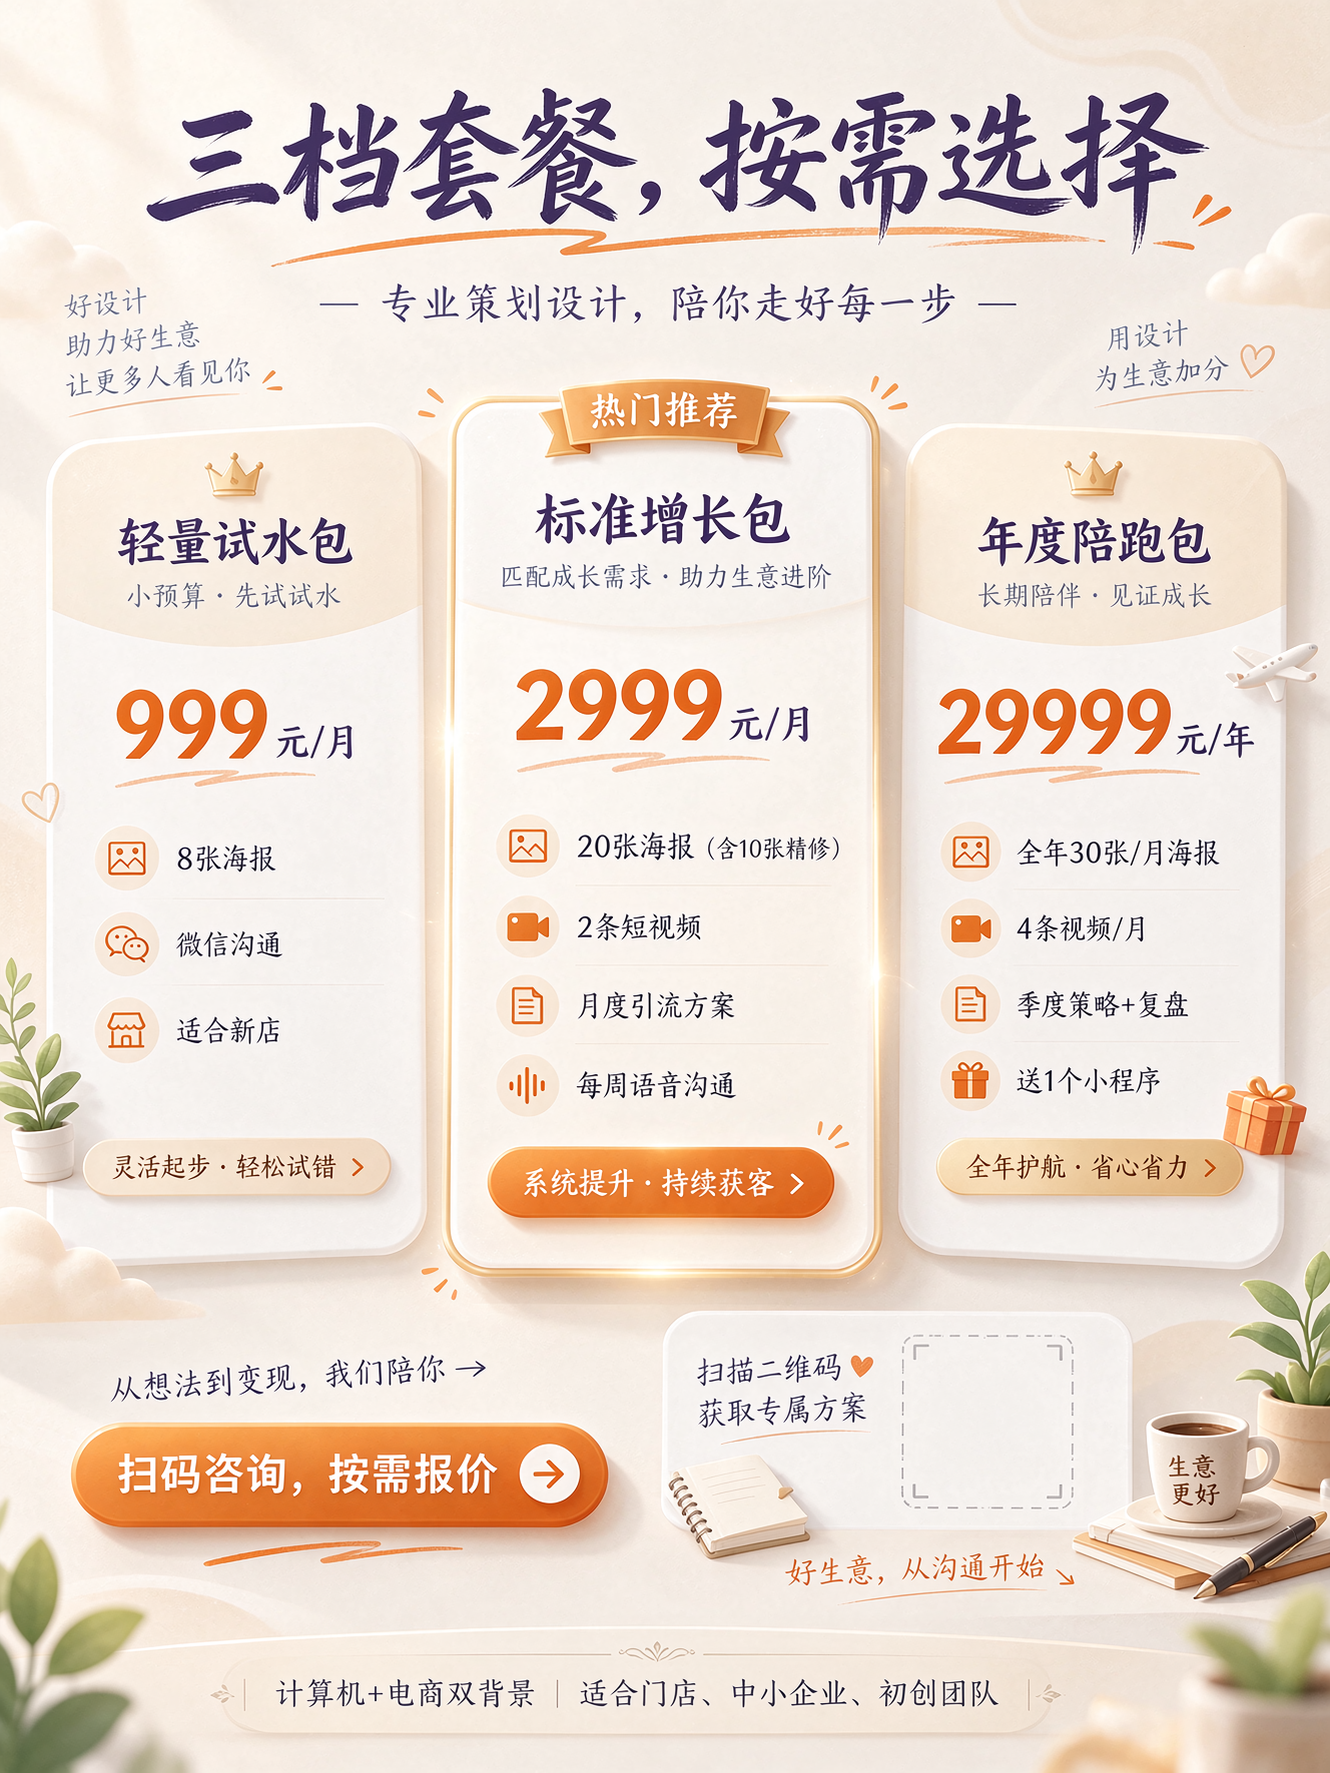 三档套餐，按需选择
— 专业策划设计，陪你走好每一步 —
好设计
助力好生意
让更多人看见你
用设计
为生意加分
轻量试水包
小预算·先试试水
999元/月
8张海报
微信沟通
适合新店
灵活起步·轻松试错 >
热门推荐
标准增长包
匹配成长需求·助力生意进阶
2999元/月
20张海报（含10张精修）
2条短视频
月度引流方案
每周语音沟通
系统提升·持续获客 >
年度陪跑包
长期陪伴·见证成长
29999元/年
全年30张/月海报
4条视频/月
季度策略+复盘
送1个小程序
全年护航·省心省力 >
从想法到变现，我们陪你→
扫码咨询，按需报价
扫描二维码
获取专属方案
生意
更好
好生意，从沟通开始
计算机+电商双背景｜适合门店、中小企业、初创团队